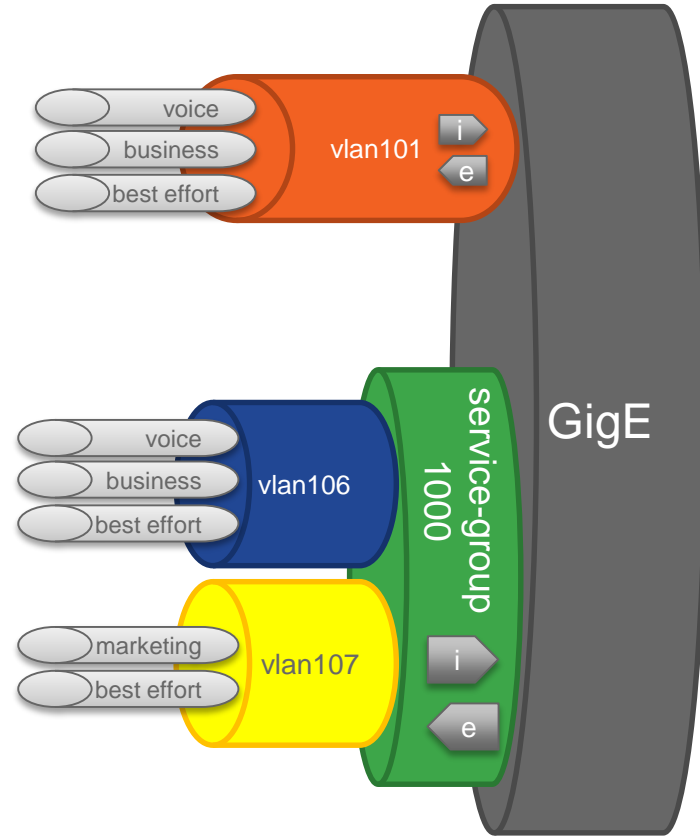 voice
business
best effort
vlan101
i
e
voice
business
best effort
vlan106
marketing
best effort
vlan107
service-group
1000
i
e
GigE